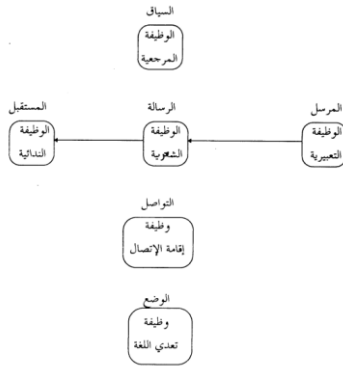 السياق
الوظيفة
المرجعية
المرسل
الرسالة
المستقبل
الوظيفة
التعبيرية
الوظيفة
الشعوية
الوظيفة
الندائية
التواصل
وظيفة
إقامة الإتصال
الوضع
وظيفة
تعدي اللغة